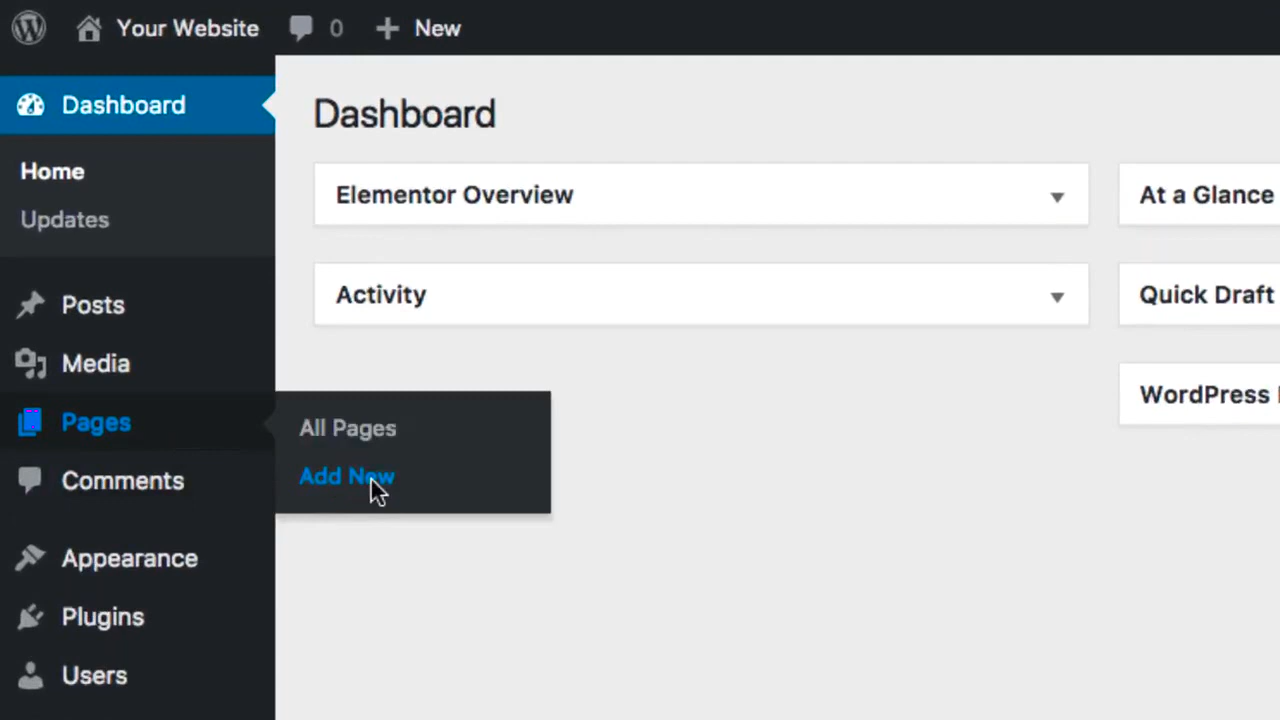 Your Website 0 New
Dashboard
Home
Updates
Posts
Media
Pages
Comments
Appearance
Plugins
Users
All Pages
Add New
Dashboard
Elementor Overview
Activity
At a Glance
Quick Draft
WordPress